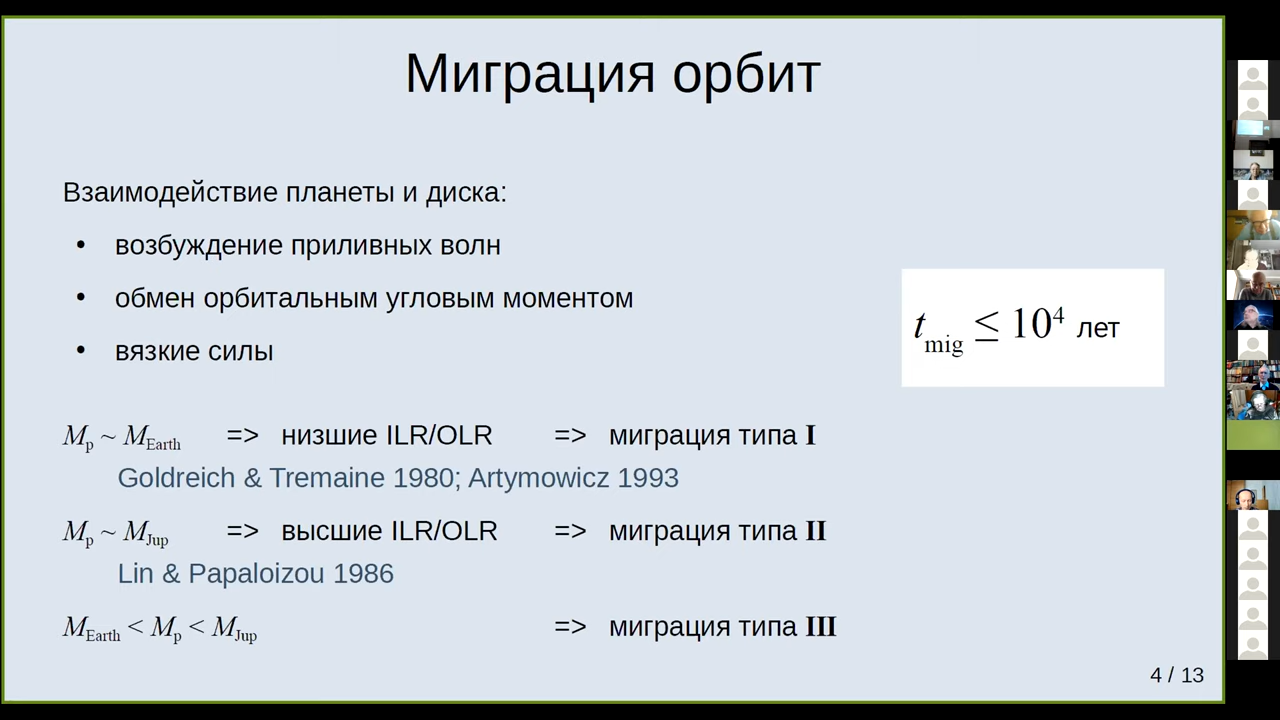 Миграция орбит
Взаимодействие планеты и диска:
• возбуждение приливных волн
• обмен орбитальным угловым моментом
• вязкие силы
t_mig ≤ 10⁴ лет
M_p ~ M_Earth => низшие ILR/OLR => миграция типа I
Goldreich & Tremaine 1980; Artymowicz 1993
M_p ~ M_Jup => высшие ILR/OLR => миграция типа II
Lin & Papaloizou 1986
M_Earth < M_p < M_Jup => миграция типа III
4 / 13